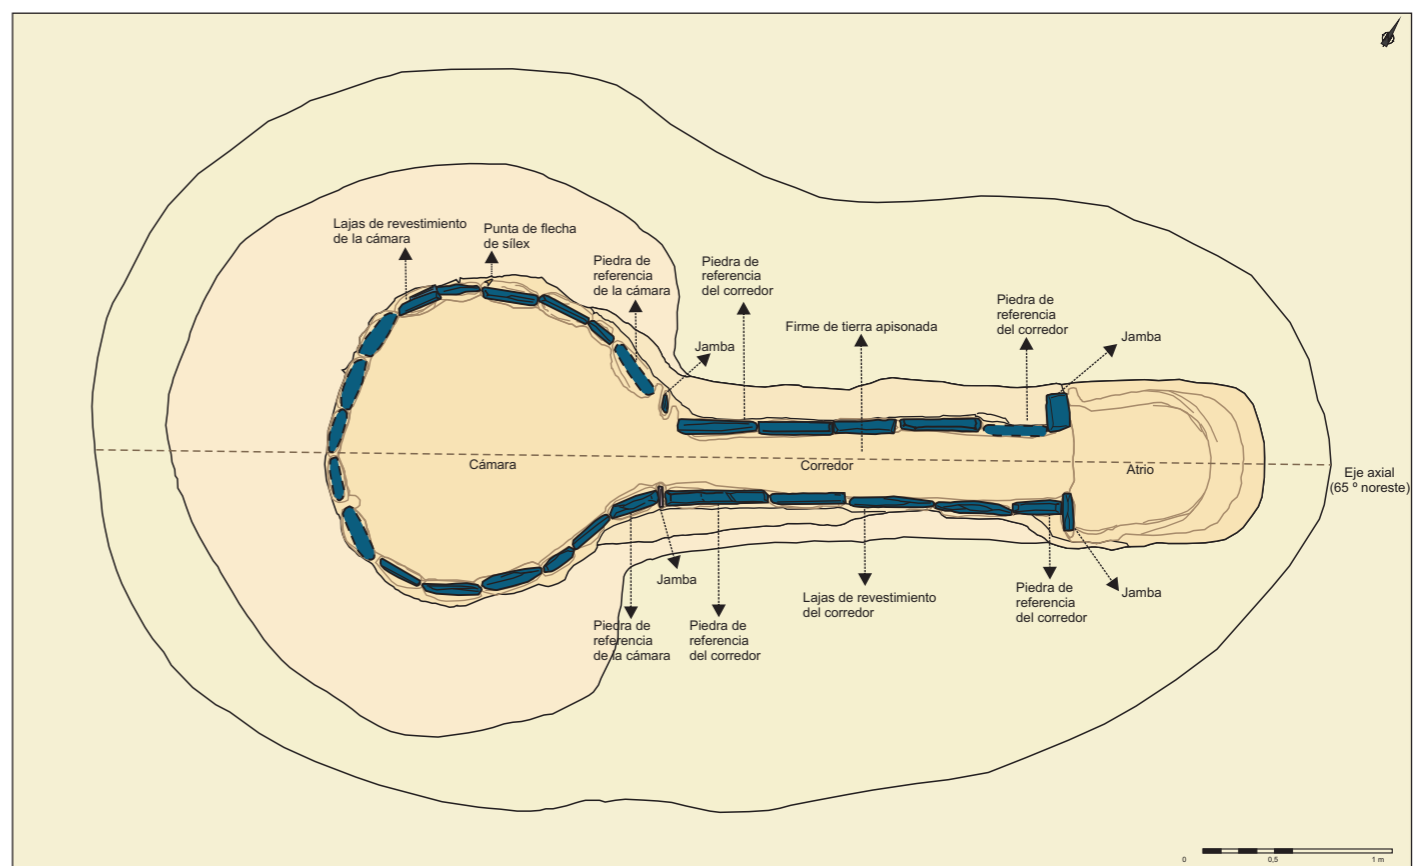 Lajas de revestimiento
de la cámara
Punta de flecha
de sílex
Piedra de
referencia
de la cámara
Piedra de
referencia
del corredor
Jamba
Firme de tierra apisonada
Piedra de
referencia
del corredor
Jamba
Cámara
Corredor
Atrio
Eje axial
(65 º noreste)
Jamba
Piedra de
referencia
de la cámara
Piedra de
referencia
del corredor
Lajas de revestimiento
del corredor
Piedra de
referencia
del corredor
Jamba
0 0,5 1 m